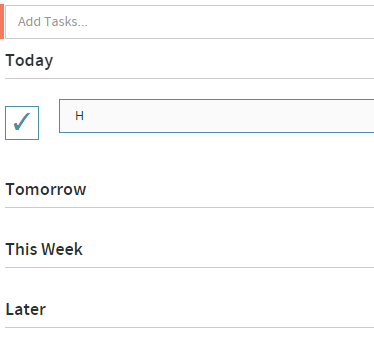 Add Tasks...
Today
H
Tomorrow
This Week
Later